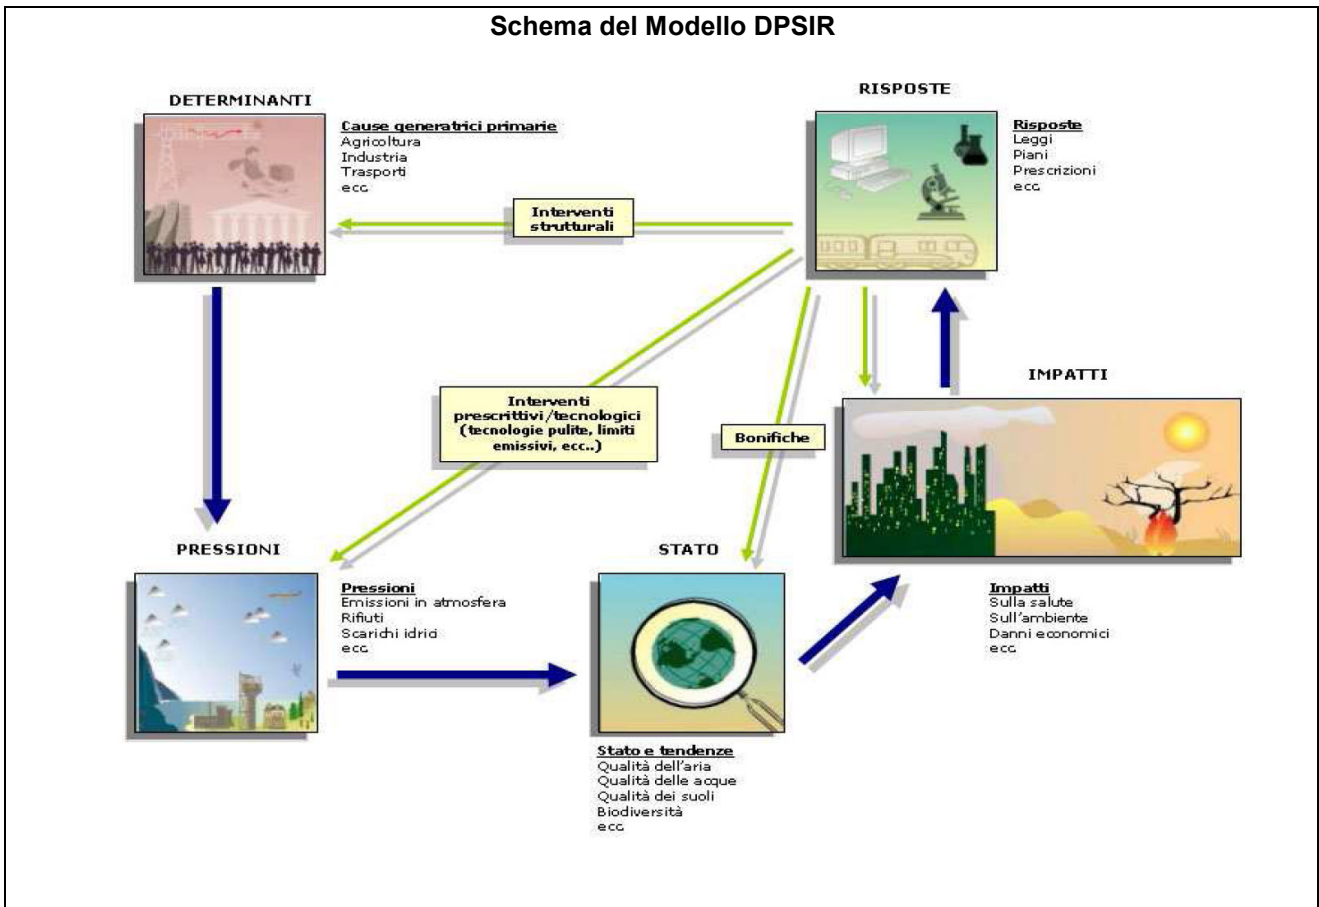 Schema del Modello DPSIR
DETERMINANTI
Cause generatrici primarie
Agricoltura
Industria
Trasporti
ecc
RISPOSTE
Risposte
Leggi
Piani
Prescrizioni
ecc
Interventi
strutturali
Interventi
prescrittivi/tecnologici
(tecnologie pulite, limiti
emissivi, ecc..)
Bonifiche
IMPATTI
Impatti
Sulla salute
Sull'ambiente
Danni economici
ecc
PRESSIONI
Pressioni
Emissioni in atmosfera
Rifiuti
Scarichi idrici
ecc
STATO
Stato e tendenze
Qualità dell'aria
Qualità delle acque
Qualità dei suoli
Biodiversità
ecc